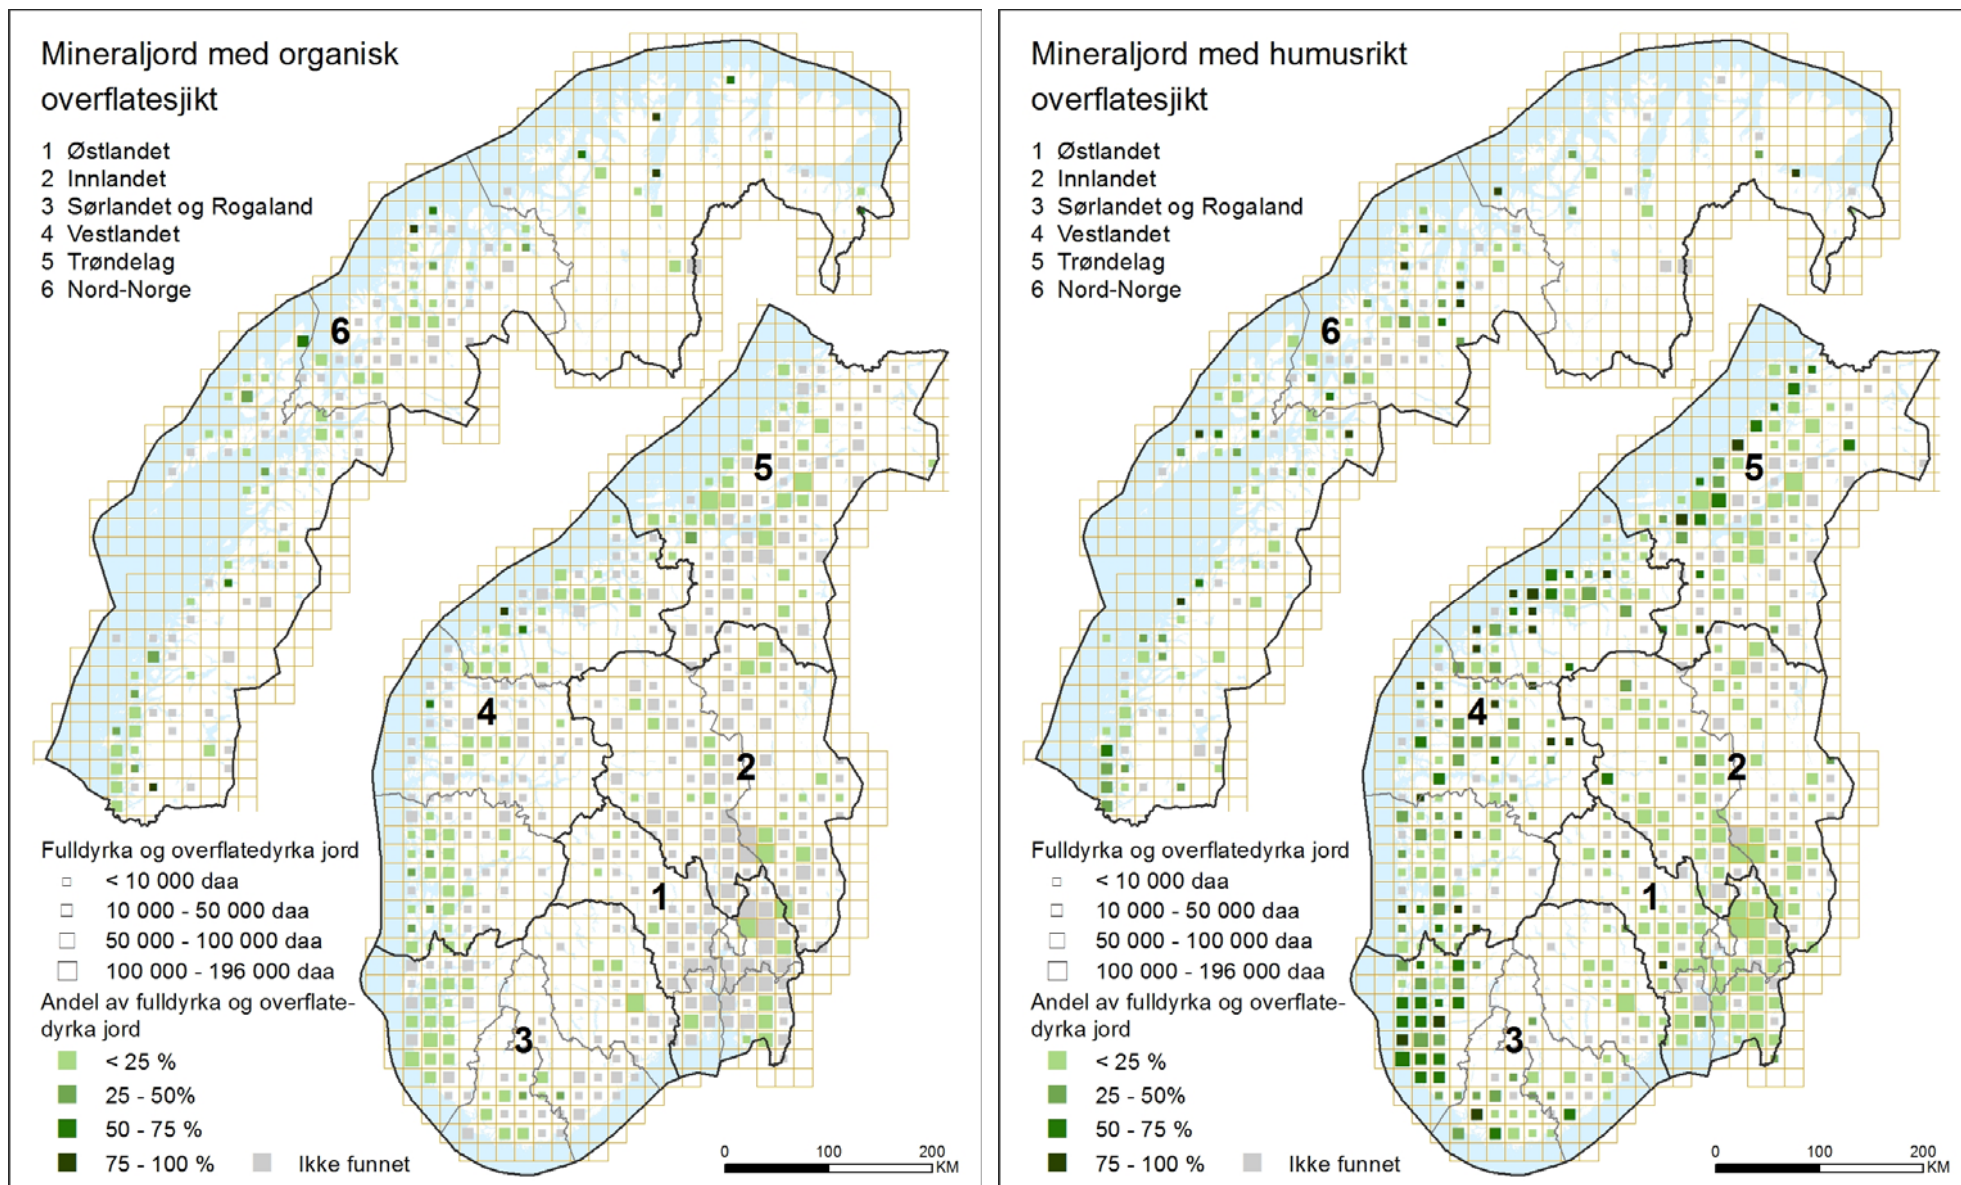 Mineraljord med organisk
overflatesjikt
1 Østlandet
2 Innlandet
3 Sørlandet og Rogaland
4 Vestlandet
5 Trøndelag
6 Nord-Norge
6
5
4
2
1
3
Fulldyrka og overflatedyrka jord
< 10 000 daa
10 000 - 50 000 daa
50 000 - 100 000 daa
100 000 - 196 000 daa
Andel av fulldyrka og overflate-
dyrka jord
< 25 %
25 - 50%
50 - 75 %
75 - 100 %
Ikke funnet
0 100 200
KM
Mineraljord med humusrikt
overflatesjikt
1 Østlandet
2 Innlandet
3 Sørlandet og Rogaland
4 Vestlandet
5 Trøndelag
6 Nord-Norge
6
5
4
2
1
3
Fulldyrka og overflatedyrka jord
< 10 000 daa
10 000 - 50 000 daa
50 000 - 100 000 daa
100 000 - 196 000 daa
Andel av fulldyrka og overflate-
dyrka jord
< 25 %
25 - 50%
50 - 75 %
75 - 100 %
Ikke funnet
0 100 200
KM